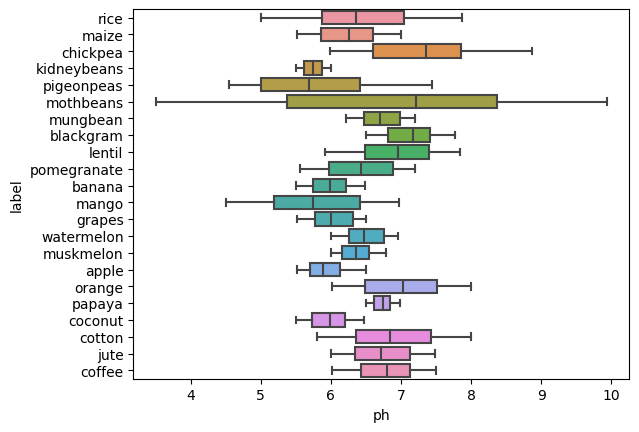 rice
maize
chickpea
kidneybeans
pigeonpeas
mothbeans
mungbean
blackgram
lentil
pomegranate
banana
mango
grapes
watermelon
muskmelon
apple
orange
papaya
coconut
cotton
jute
coffee
label
4 5 6 7 8 9 10
ph